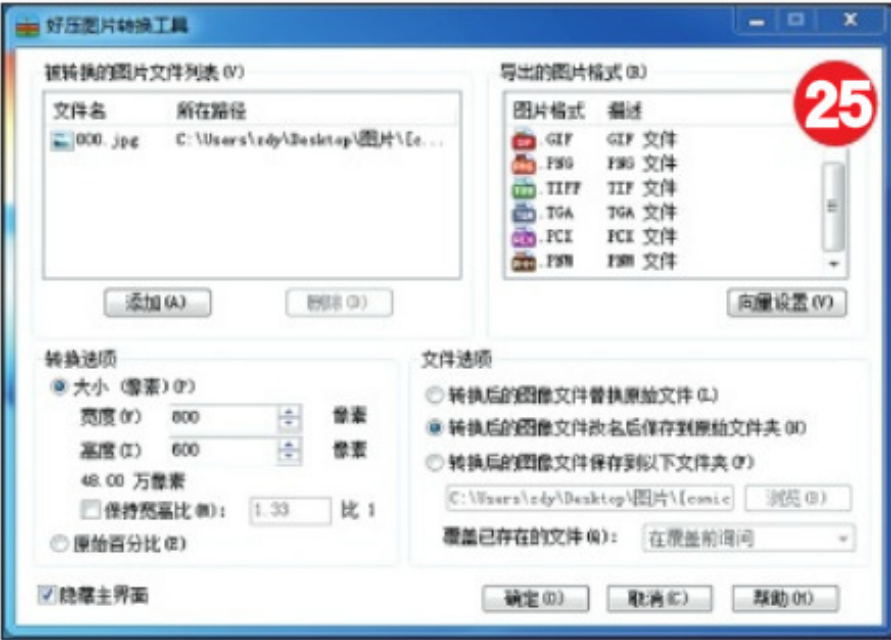 好压图片转换工具
被转换的图片文件列表(V)
文件名 所在路径
000.jpg C:\Users\rdy\Desktop\图片\[c...
添加(A) 删除(D)
导出的图片格式(R)
25
图片格式 描述
.GIF GIF 文件
.PNG PNG 文件
.TIFF TIF 文件
.TGA TGA 文件
.PCX PCX 文件
.PNM PNM 文件
向量设置(V)
转换选项
大小 (像素)(P)
宽度(Y) 800 像素
高度(I) 600 像素
48.00 万像素
保持宽高比(M): 1.33 比 1
原始百分比(E)
文件选项
转换后的图像文件替换原始文件(L)
转换后的图像文件改名后保存到原始文件夹(N)
转换后的图像文件保存到以下文件夹(F)
C:\Users\rdy\Desktop\图片\[comic 浏览(B)
覆盖已存在的文件(Q): 在覆盖前询问
隐藏主界面
确定(O) 取消(C) 帮助(H)